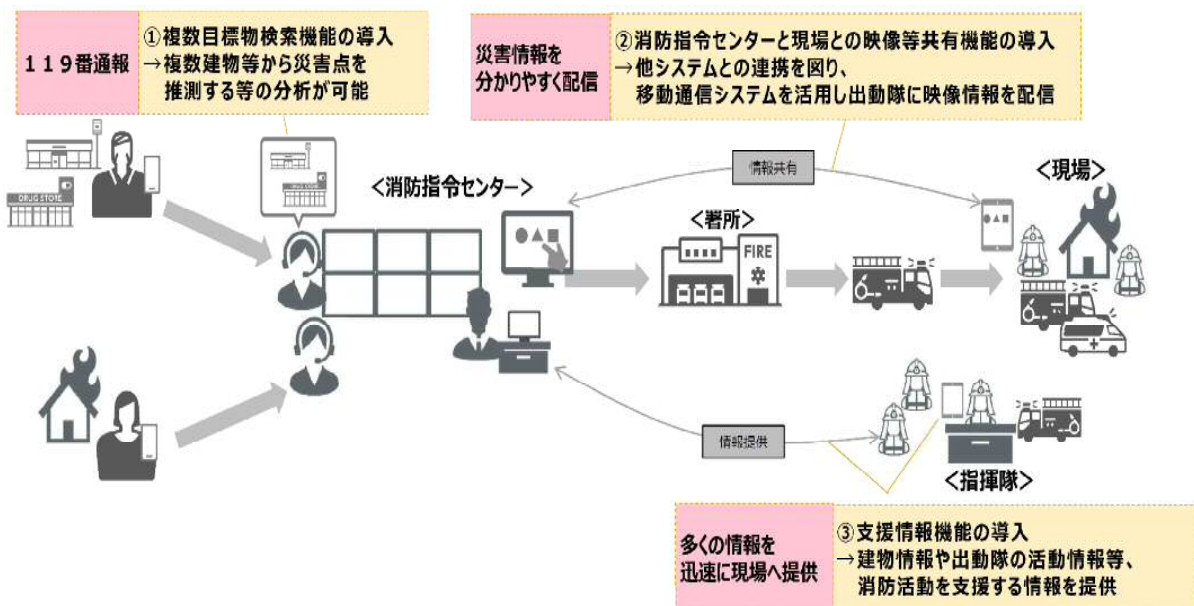 119番通報
①複数目標物検索機能の導入
→複数建物等から災害点を
推測する等の分析が可能
災害情報を
分かりやすく配信
②消防指令センターと現場との映像等共有機能の導入
→他システムとの連携を図り、
移動通信システムを活用し出動隊に映像情報を配信
DRUG STORE
DRUG STORE
<消防指令センター>
情報共有
<署所>
FIRE
<現場>
情報提供
<指揮隊>
多くの情報を
迅速に現場へ提供
③支援情報機能の導入
→建物情報や出動隊の活動情報等、
消防活動を支援する情報を提供